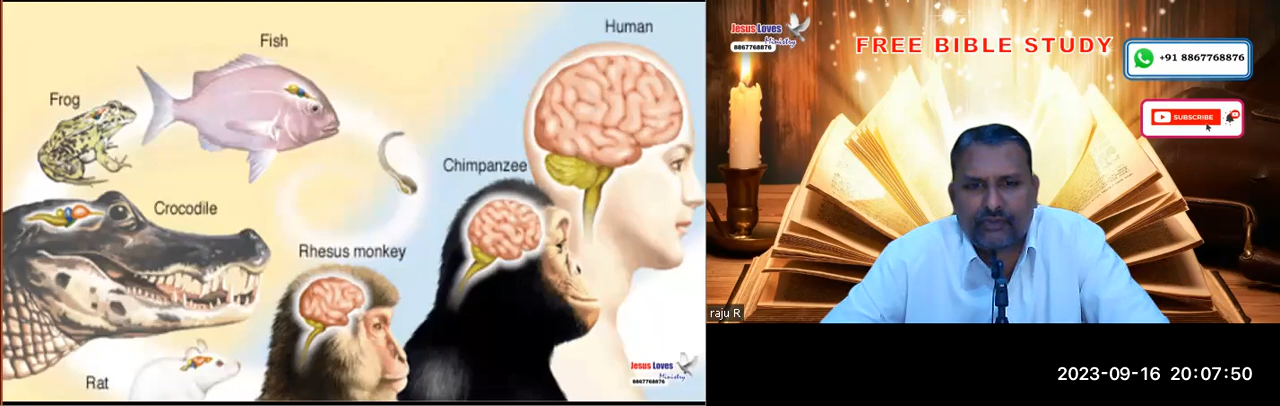 Human
Fish
Frog
Chimpanzee
Crocodile
Rhesus monkey
Rat
Jesus Loves
Ministry
8867768876
Jesus Loves
Ministry
8867768876
FREE BIBLE STUDY
+91 8867768876
SUBSCRIBE
raju R
2023-09-16 20:07:50